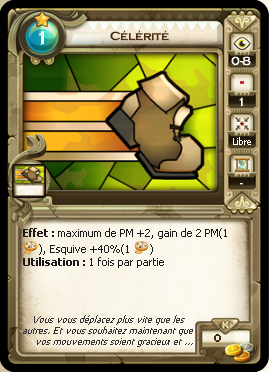 CÉLÉRITÉ
1
0-8
1
Libre
-
Effet : maximum de PM +2, gain de 2 PM(1
), Esquive +40%(1 )
Utilisation : 1 fois par partie
Vous vous déplacez plus vite que les
autres. Et vous souhaitez maintenant que
vos mouvements soient gracieux et ...
K
0